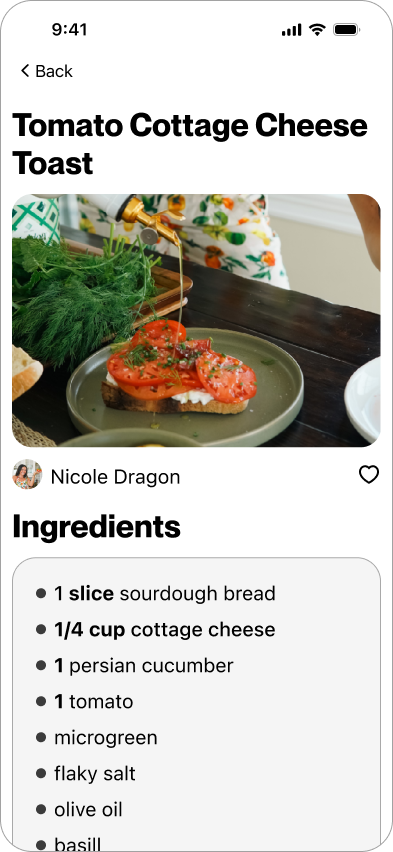 9:41
Back
Tomato Cottage Cheese
Toast
Nicole Dragon
Ingredients
1 slice sourdough bread
1/4 cup cottage cheese
1 persian cucumber
1 tomato
microgreen
flaky salt
olive oil
basill